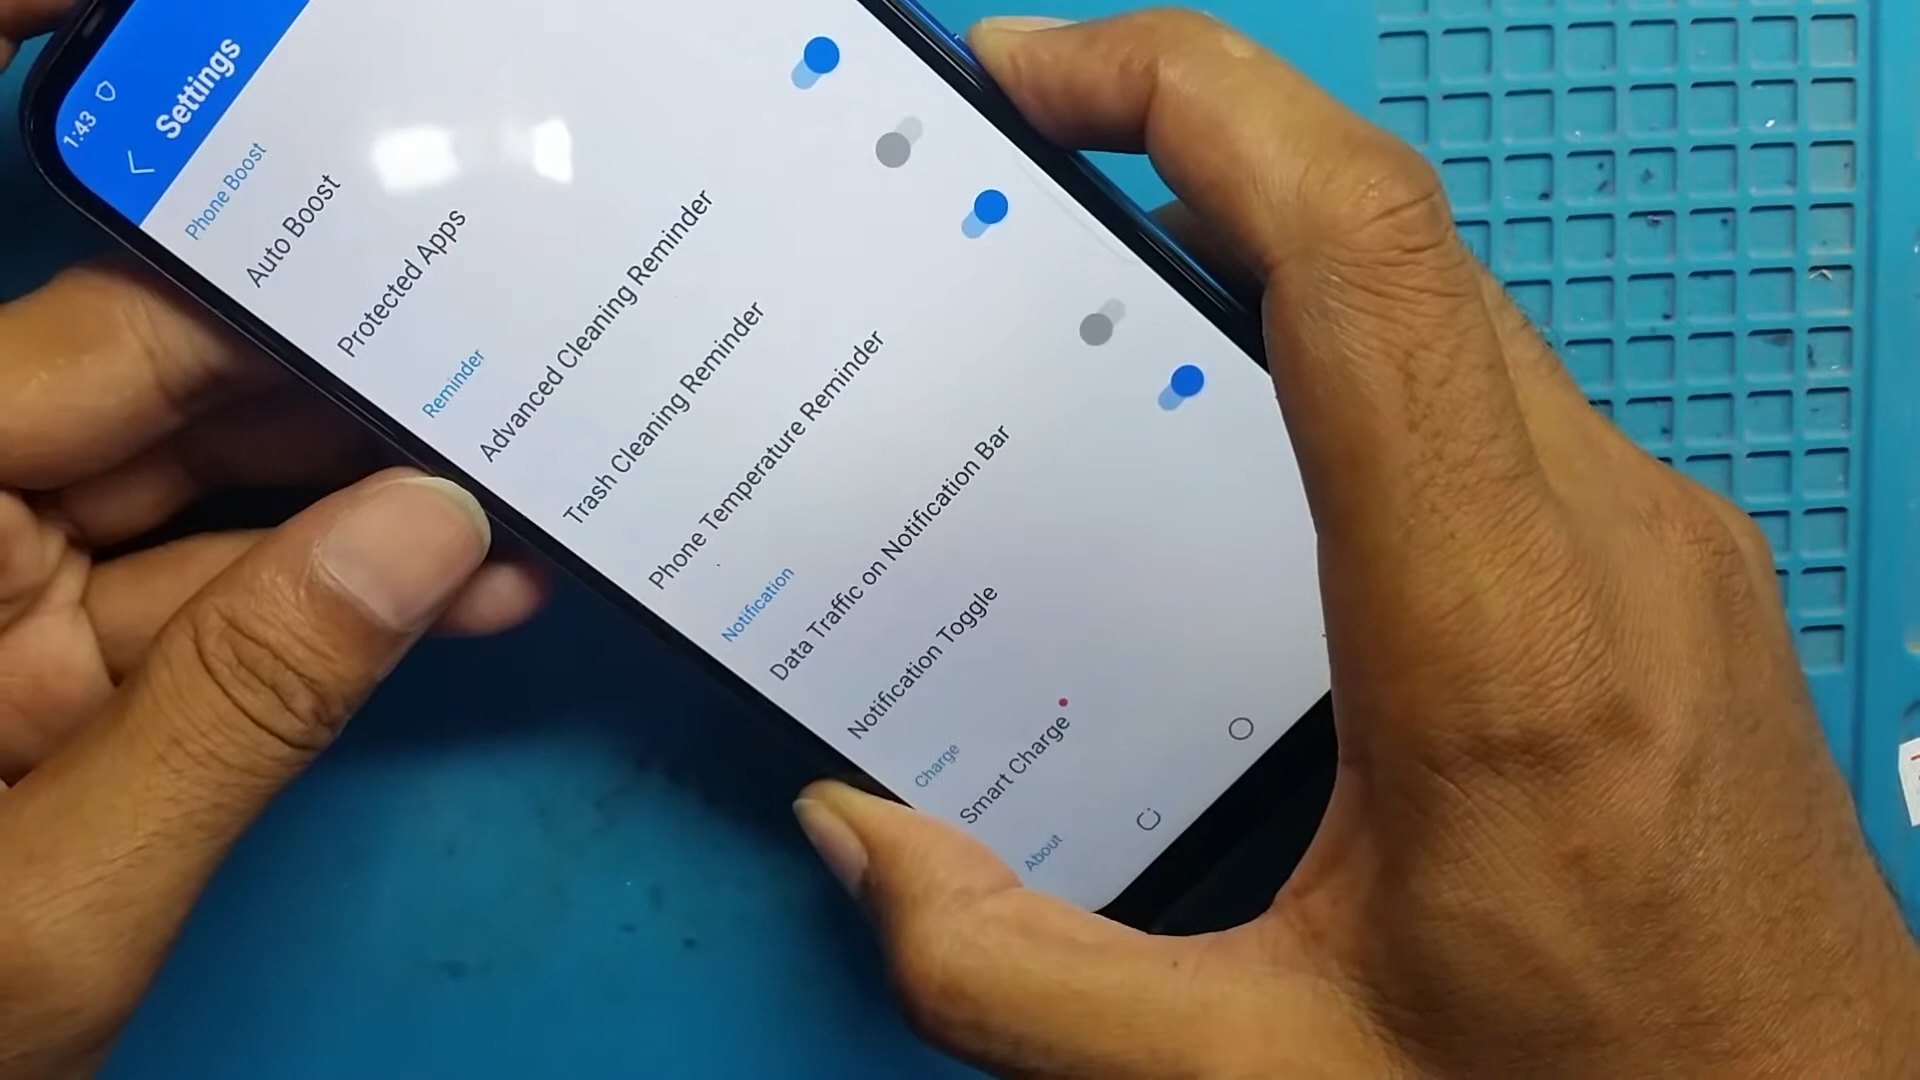 1:43
Settings
Phone Boost
Auto Boost
Protected Apps
Reminder
Advanced Cleaning Reminder
Trash Cleaning Reminder
Phone Temperature Reminder
Notification
Data Traffic on Notification Bar
Notification Toggle
Charge
Smart Charge
About